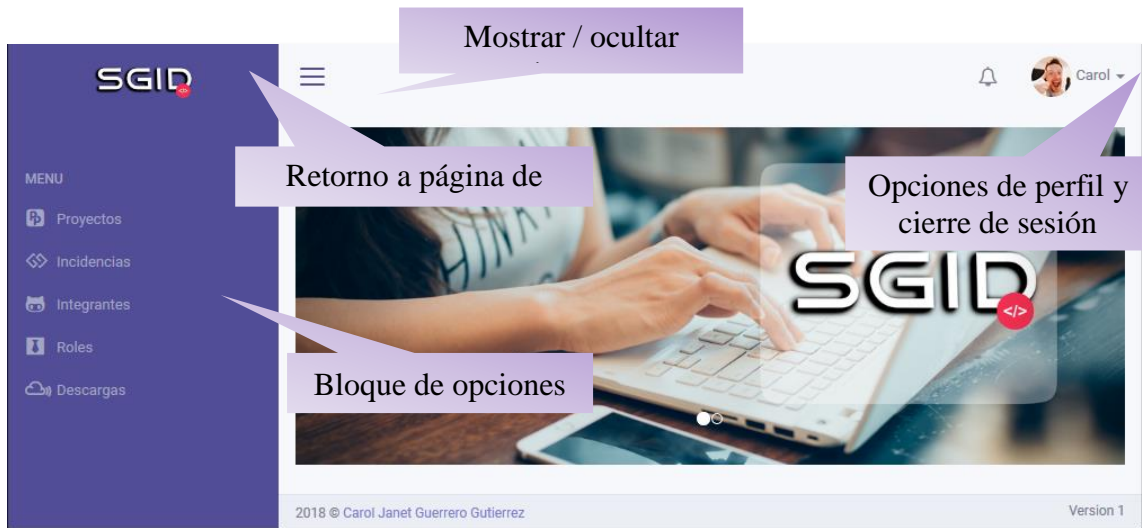 Mostrar / ocultar
SGID
</>
Carol
Retorno a página de
Opciones de perfil y
cierre de sesión
MENU
Proyectos
Incidencias
Integrantes
Roles
Descargas
Bloque de opciones
THINK
SGID
</>
2018 © Carol Janet Guerrero Gutierrez
Version 1